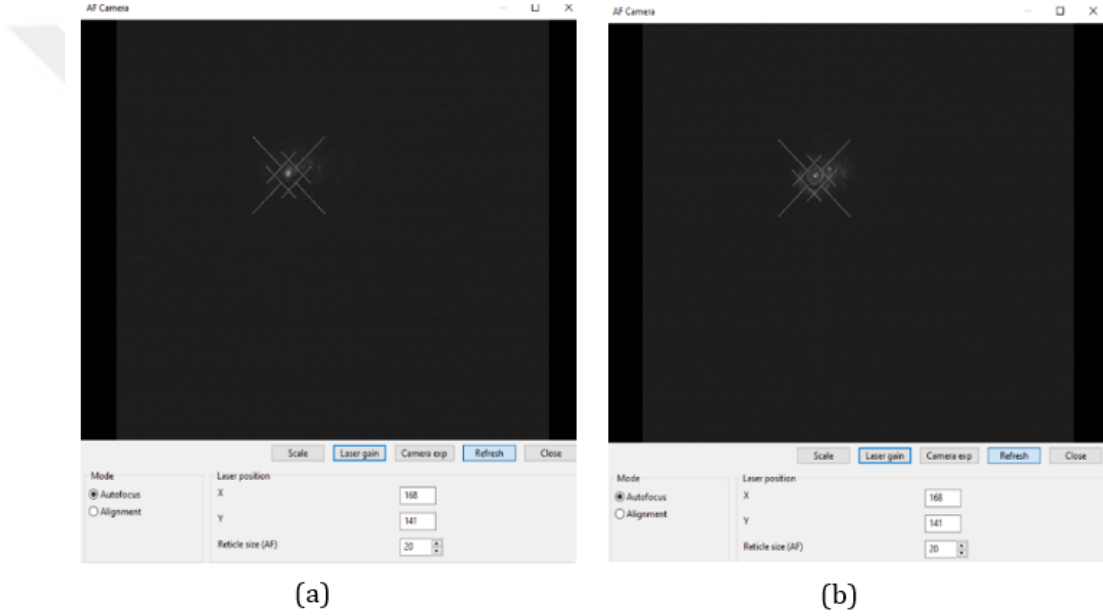 AF Camera
Scale Laser gain Camera exp Refresh Close
Mode
Autofocus
Alignment
Laser position
X 168
Y 141
Reticle size (AF) 20
(a)
AF Camera
Scale Laser gain Camera exp Refresh Close
Mode
Autofocus
Alignment
Laser position
X 168
Y 141
Reticle size (AF) 20
(b)